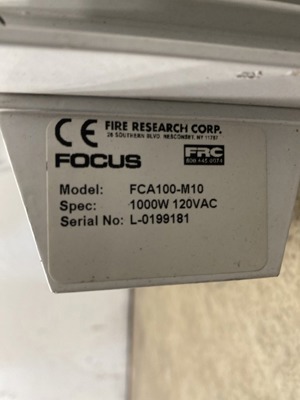 CE FIRE RESEARCH CORP.
26 SOUTHERN BLVD. NESCONSET, NY 11767
FOCUS FRC
Model: FCA100-M10
Spec: 1000W 120VAC
Serial No: L-0199181